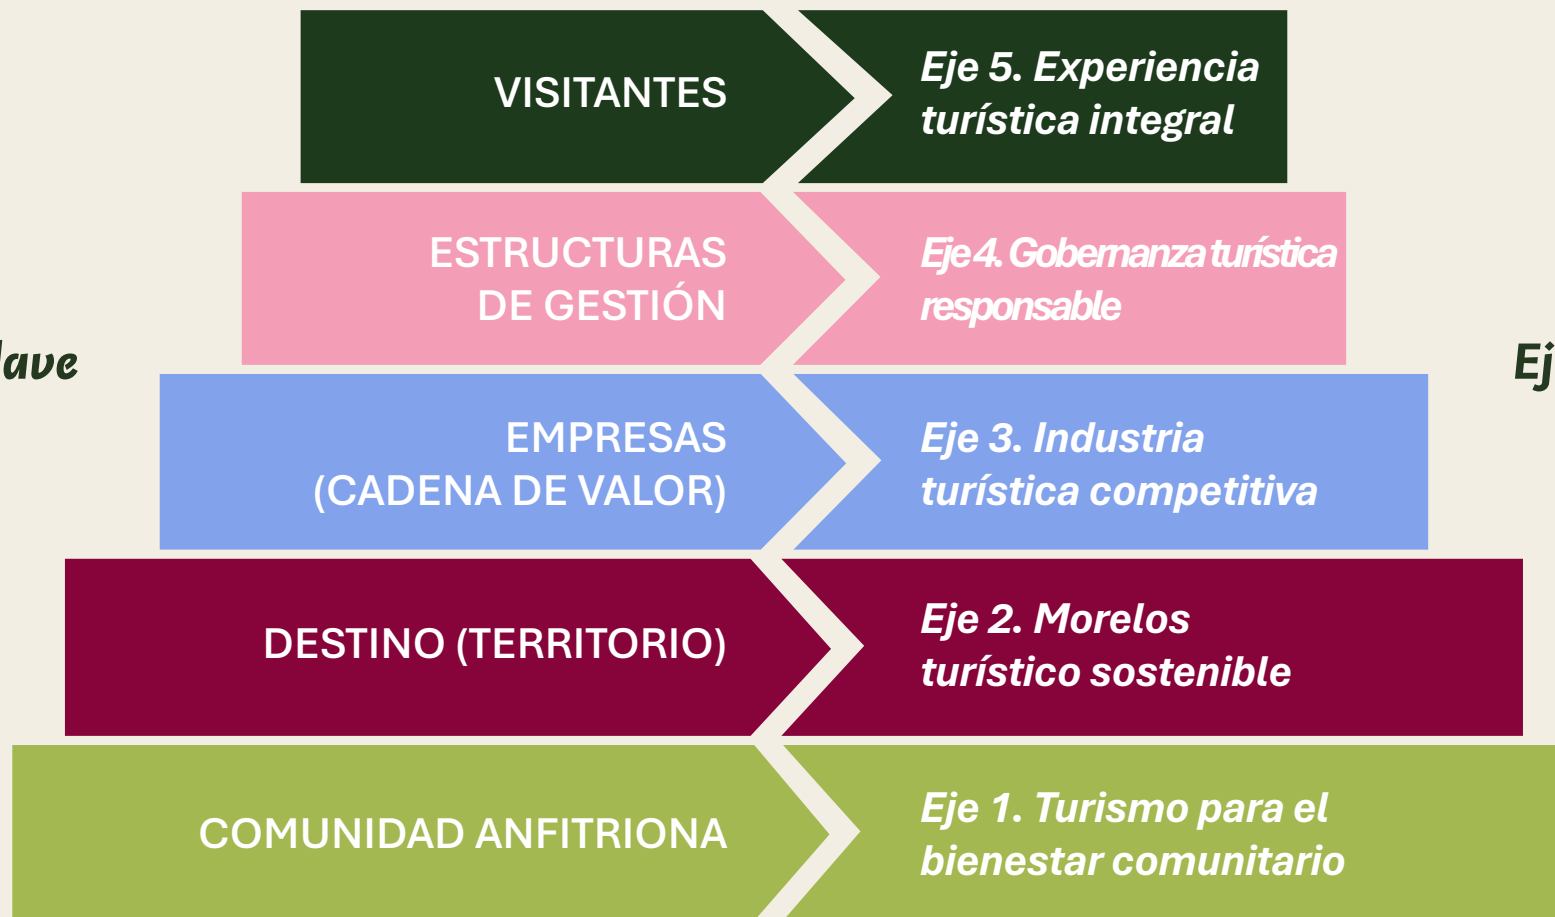 VISITANTES
Eje 5. Experiencia
turística integral
ESTRUCTURAS
DE GESTIÓN
Eje 4. Gobernanza turística
responsable
EMPRESAS
(CADENA DE VALOR)
Eje 3. Industria
turística competitiva
DESTINO (TERRITORIO)
Eje 2. Morelos
turístico sostenible
COMUNIDAD ANFITRIONA
Eje 1. Turismo para el
bienestar comunitario